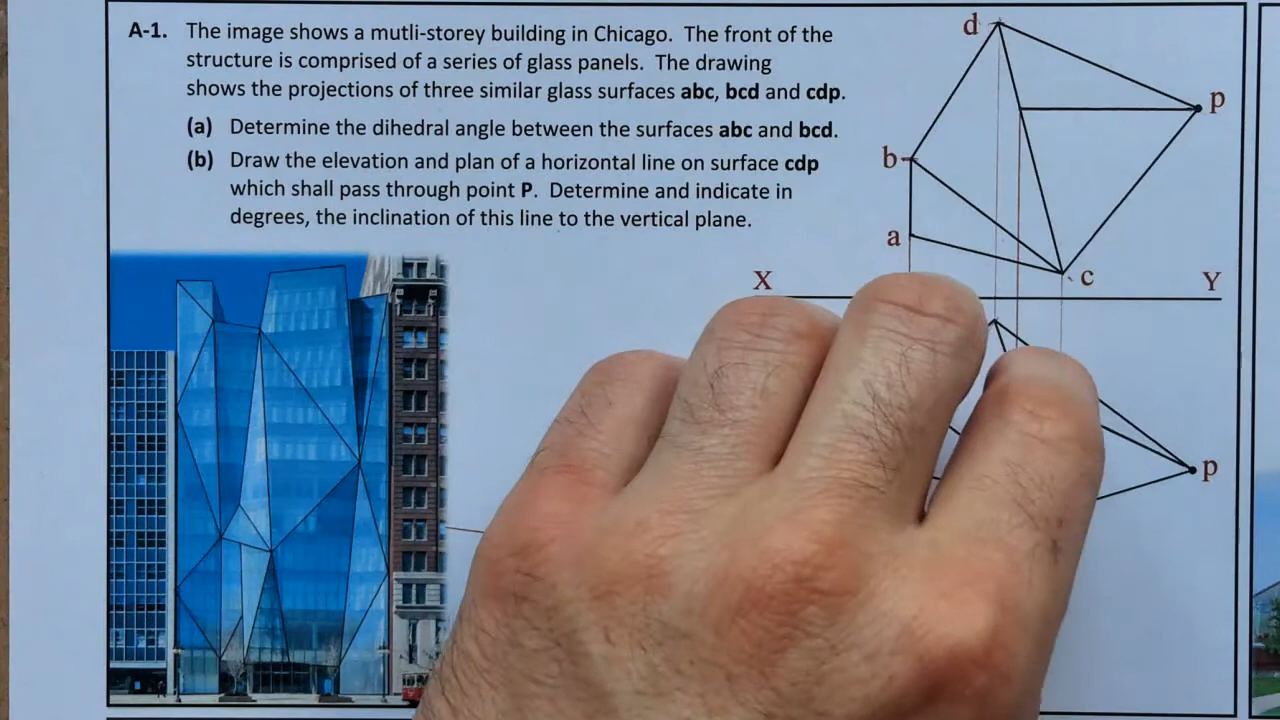 A-1. The image shows a mutli-storey building in Chicago. The front of the
structure is comprised of a series of glass panels. The drawing
shows the projections of three similar glass surfaces abc, bcd and cdp.
(a) Determine the dihedral angle between the surfaces abc and bcd.
(b) Draw the elevation and plan of a horizontal line on surface cdp
which shall pass through point P. Determine and indicate in
degrees, the inclination of this line to the vertical plane.
d
p
b
a
c
X
Y
p